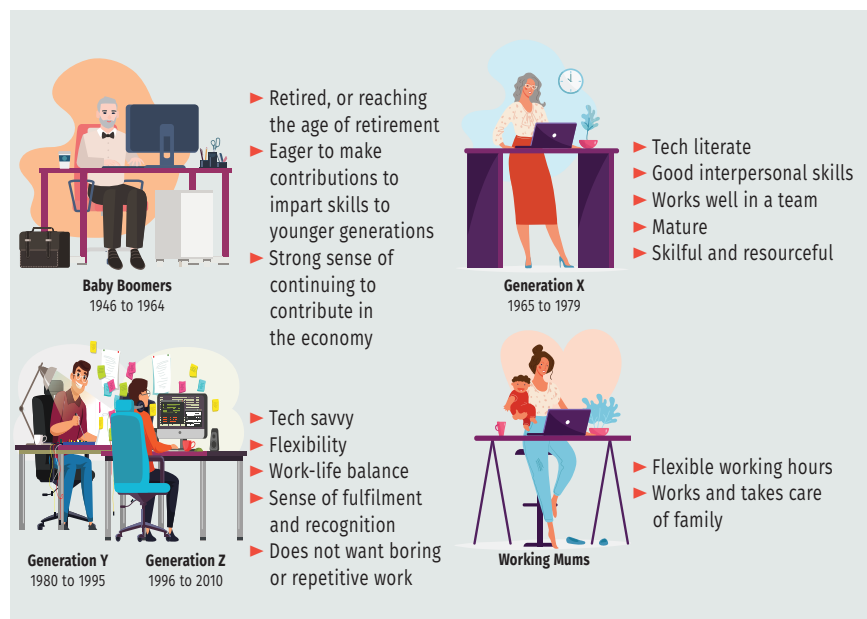 ► Retired, or reaching
the age of retirement
► Eager to make
contributions to
impart skills to
younger generations
► Strong sense of
continuing to
contribute in
the economy
Baby Boomers
1946 to 1964
► Tech literate
► Good interpersonal skills
► Works well in a team
► Mature
► Skilful and resourceful
Generation X
1965 to 1979
► Tech savvy
► Flexibility
► Work-life balance
► Sense of fulfilment
and recognition
► Does not want boring
or repetitive work
Generation Y
1980 to 1995
Generation Z
1996 to 2010
► Flexible working hours
► Works and takes care
of family
Working Mums